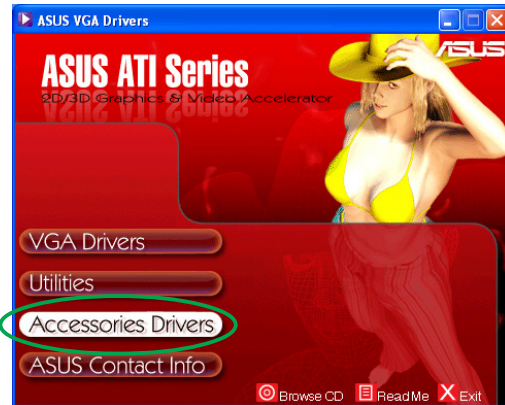 ASUS VGA Drivers
ASUS
ASUS ATI Series
2D/3D Graphics & Video Accelerator
VGA Drivers
Utilities
Accessories Drivers
ASUS Contact Info
Browse CD ReadMe Exit